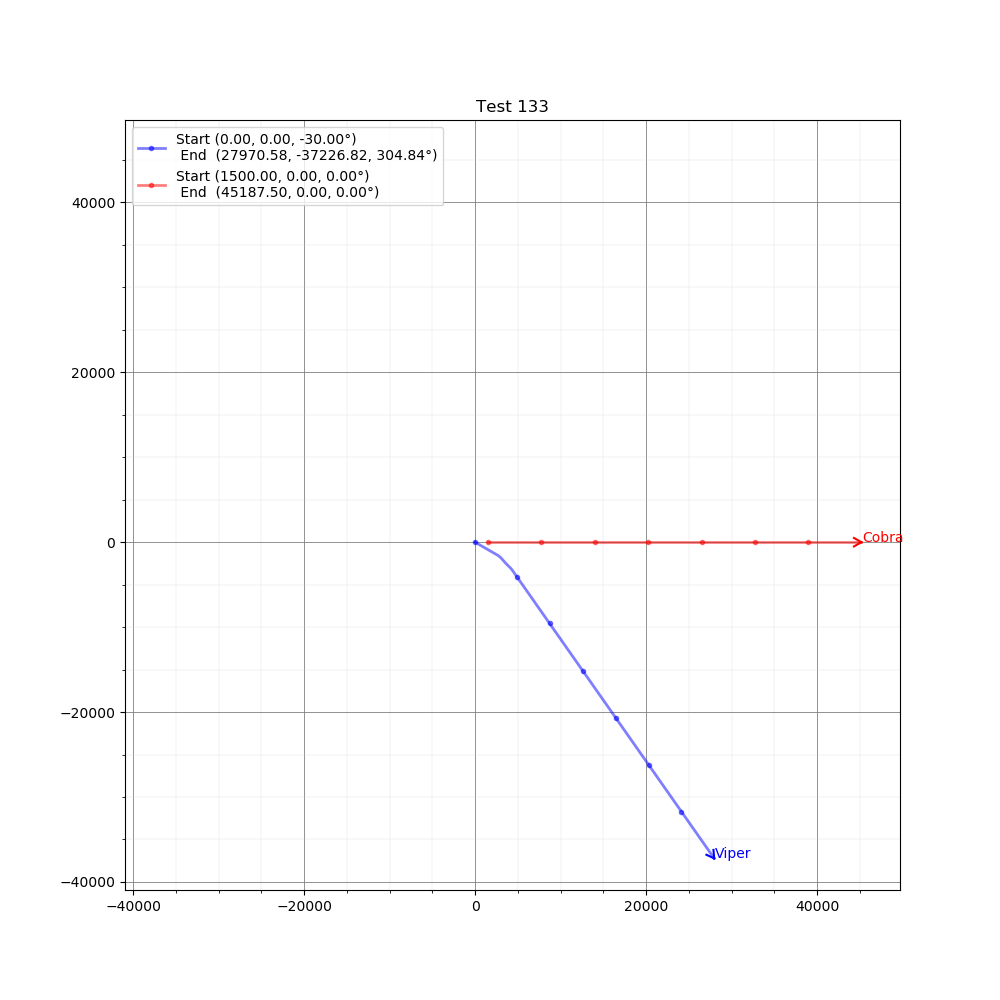 Test 133
Start (0.00, 0.00, -30.00°)
End (27970.58, -37226.82, 304.84°)
Start (1500.00, 0.00, 0.00°)
End (45187.50, 0.00, 0.00°)
40000
20000
0
−20000
−40000
Cobra
Viper
−40000
−20000
0
20000
40000